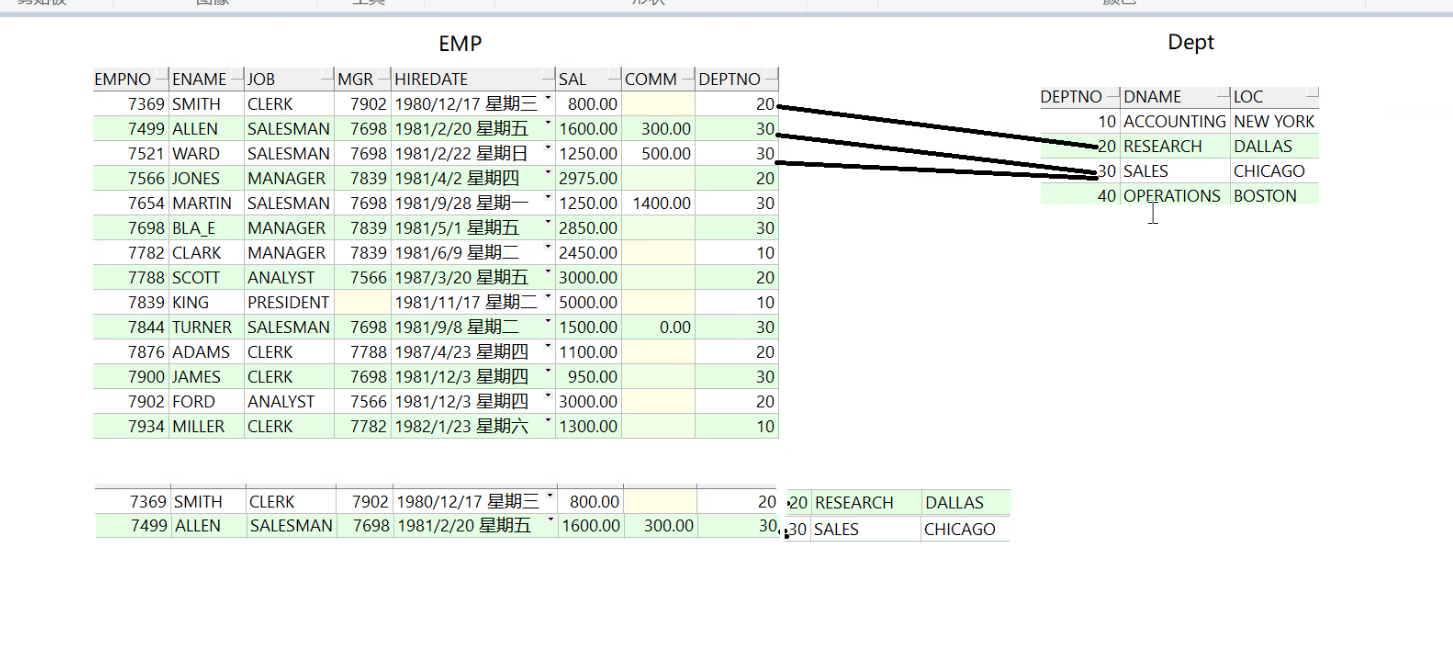 剪贴板 图像 工具 形状 颜色
EMP
Dept
EMPNO ENAME JOB MGR HIREDATE SAL COMM DEPTNO
7369 SMITH CLERK 7902 1980/12/17 星期三 800.00 20
7499 ALLEN SALESMAN 7698 1981/2/20 星期五 1600.00 300.00 30
7521 WARD SALESMAN 7698 1981/2/22 星期日 1250.00 500.00 30
7566 JONES MANAGER 7839 1981/4/2 星期四 2975.00 20
7654 MARTIN SALESMAN 7698 1981/9/28 星期一 1250.00 1400.00 30
7698 BLA_E MANAGER 7839 1981/5/1 星期五 2850.00 30
7782 CLARK MANAGER 7839 1981/6/9 星期二 2450.00 10
7788 SCOTT ANALYST 7566 1987/3/20 星期五 3000.00 20
7839 KING PRESIDENT 1981/11/17 星期二 5000.00 10
7844 TURNER SALESMAN 7698 1981/9/8 星期二 1500.00 0.00 30
7876 ADAMS CLERK 7788 1987/4/23 星期四 1100.00 20
7900 JAMES CLERK 7698 1981/12/3 星期四 950.00 30
7902 FORD ANALYST 7566 1981/12/3 星期四 3000.00 20
7934 MILLER CLERK 7782 1982/1/23 星期六 1300.00 10
DEPTNO DNAME LOC
10 ACCOUNTING NEW YORK
20 RESEARCH DALLAS
30 SALES CHICAGO
40 OPERATIONS BOSTON
7369 SMITH CLERK 7902 1980/12/17 星期三 800.00 20 20 RESEARCH DALLAS
7499 ALLEN SALESMAN 7698 1981/2/20 星期五 1600.00 300.00 30 30 SALES CHICAGO